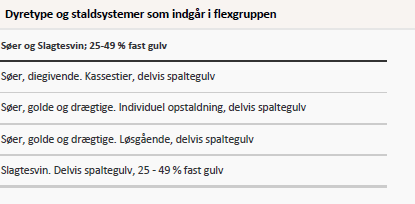 Dyretype og staldsystemer som indgår i flexgruppen
Søer og Slagtesvin; 25-49 % fast gulv
Søer, diegivende. Kassestier, delvis spaltegulv
Søer, golde og drægtige. Individuel opstaldning, delvis spaltegulv
Søer, golde og drægtige. Løsgående, delvis spaltegulv
Slagtesvin. Delvis spaltegulv, 25 - 49 % fast gulv